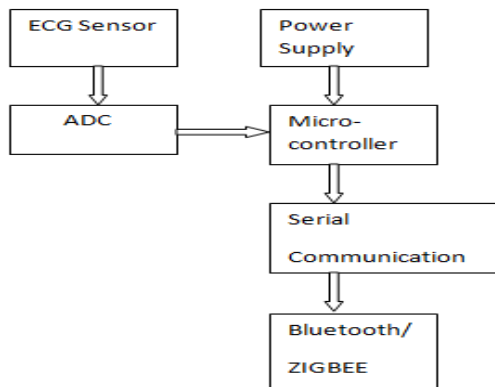 ECG Sensor
Power
Supply
ADC
Micro-
controller
Serial
Communication
Bluetooth/
ZIGBEE